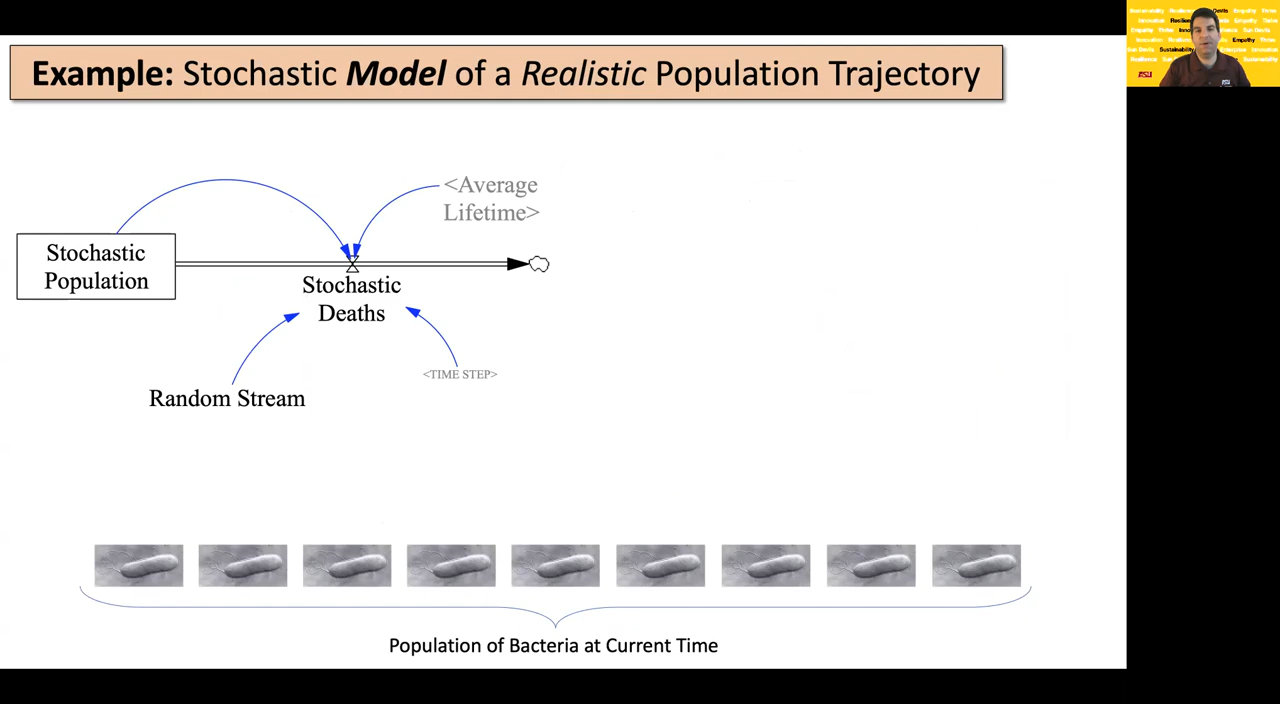 Example: Stochastic Model of a Realistic Population Trajectory
<Average
Lifetime>
Stochastic
Population
Stochastic
Deaths
<TIME STEP>
Random Stream
Population of Bacteria at Current Time
ASU